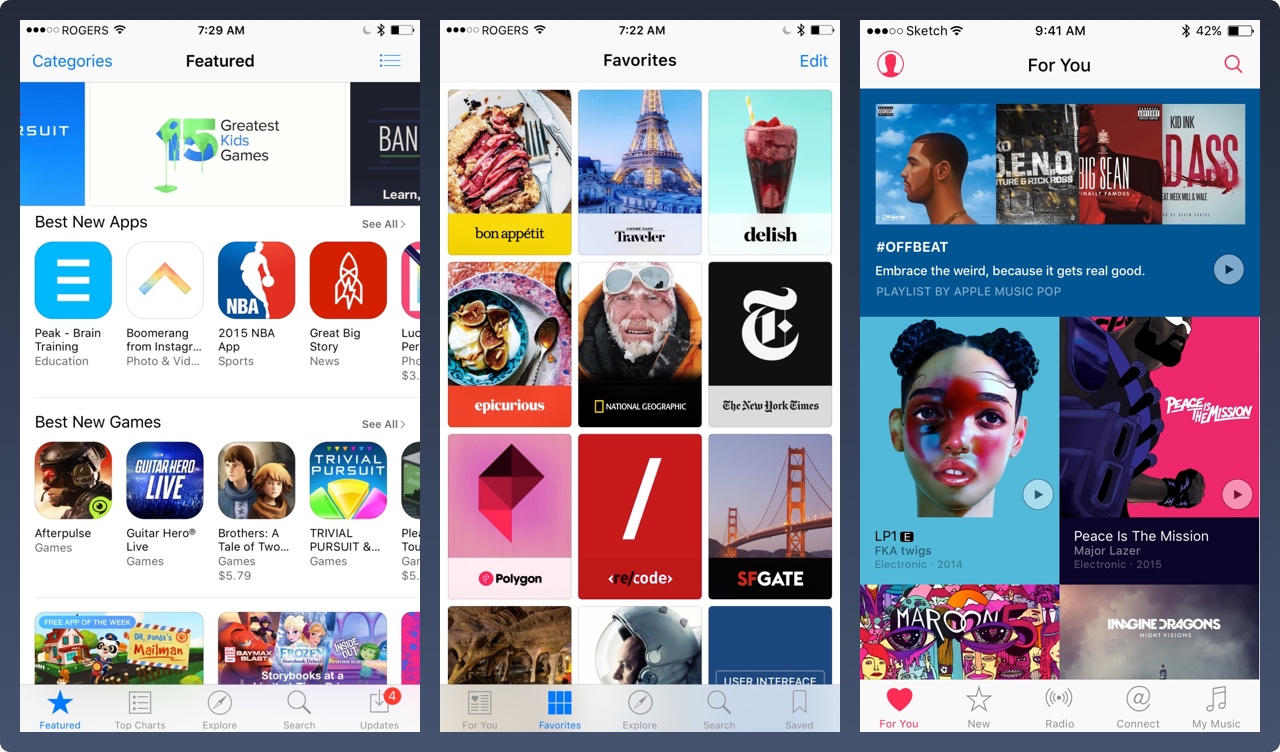 ROGERS
7:29 AM
Categories
Featured
RSUIT
15 Greatest
Kids
Games
BAN
Learn,
Best New Apps
See All
NBA
Peak - Brain
Training
Education
Boomerang
from Instagr...
Photo & Vid...
2015 NBA
App
Sports
Great Big
Story
News
Luc
Per
Pho
$3.
Best New Games
See All
GUITAR HERO
LIVE
TRIVIAL
PURSUIT
Afterpulse
Games
Guitar Hero®
Live
Games
Brothers: A
Tale of Two...
Games
$5.79
TRIVIAL
PURSUIT &...
Games
Plea
Tou
Gam
$5.
FREE APP OF THE WEEK
DR. PANDA'S
Mailman
BAYMAX
BLAST
FROZEN
Storybook Deluxe
INSIDE
OUT
Storybooks at a
Featured
Top Charts
Explore
Search
4
Updates
ROGERS
7:22 AM
Favorites
Edit
bon appétit
CONDÉ NAST
Traveler
delish
epicurious
NATIONAL GEOGRAPHIC
The New York Times
Polygon
/
<re/code>
SFGATE
USER INTERFACE
For You
Favorites
Explore
Search
Saved
Sketch
9:41 AM
42%
For You
KO
D.E.N.O
TURE & RICK ROSS
BIG SEAN
FINALLY FAMOUS
KID INK
D.ASS
FEAT. MEEK MILL & WALE
#OFFBEAT
Embrace the weird, because it gets real good.
PLAYLIST BY APPLE MUSIC POP
PEACE IS THE MISSION
LP1 E
FKA twigs
Electronic · 2014
Peace Is The Mission
Major Lazer
Electronic · 2015
MAROON 5
IMAGINE DRAGONS
NIGHT VISIONS
For You
New
Radio
Connect
My Music